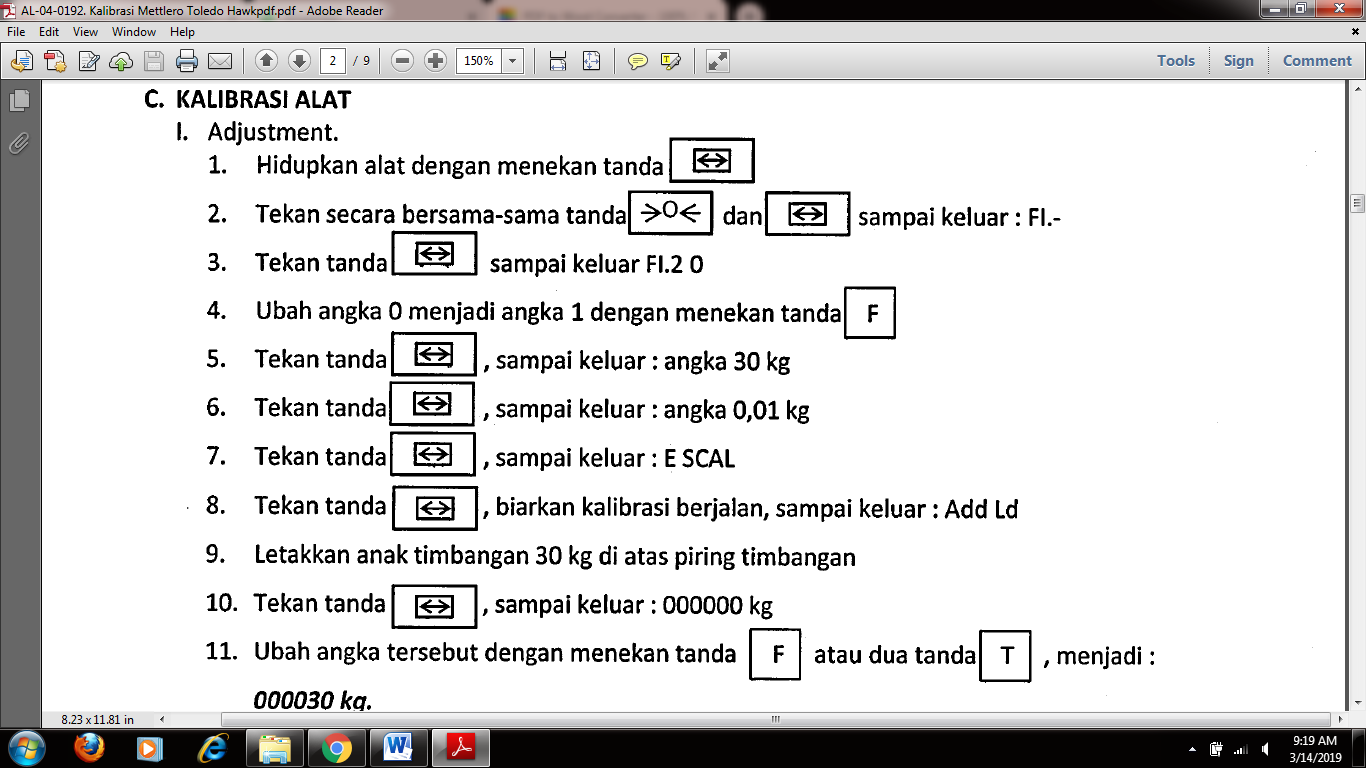 AL-04-0192. Kalibrasi Mettlero Toledo Hawkpdf.pdf - Adobe Reader
File Edit View Window Help
2 / 9 150% Tools Sign Comment
C. KALIBRASI ALAT
I. Adjustment.
1. Hidupkan alat dengan menekan tanda ↔
2. Tekan secara bersama-sama tanda >O< dan ↔ sampai keluar : FI.-
3. Tekan tanda ↔ sampai keluar FI.2 0
4. Ubah angka 0 menjadi angka 1 dengan menekan tanda F
5. Tekan tanda ↔ , sampai keluar : angka 30 kg
6. Tekan tanda ↔ , sampai keluar : angka 0,01 kg
7. Tekan tanda ↔ , sampai keluar : E SCAL
8. Tekan tanda ↔ , biarkan kalibrasi berjalan, sampai keluar : Add Ld
9. Letakkan anak timbangan 30 kg di atas piring timbangan
10. Tekan tanda ↔ , sampai keluar : 000000 kg
11. Ubah angka tersebut dengan menekan tanda F atau dua tanda T , menjadi :
000030 kg.
8.23 x 11.81 in
9:19 AM
3/14/2019